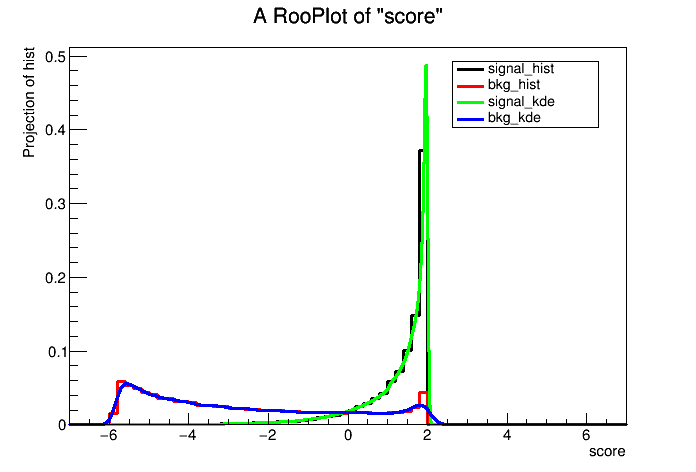 A RooPlot of "score"
Projection of hist
0.5
0.4
0.3
0.2
0.1
0
signal_hist
bkg_hist
signal_kde
bkg_kde
−6 −4 −2 0 2 4 6
score